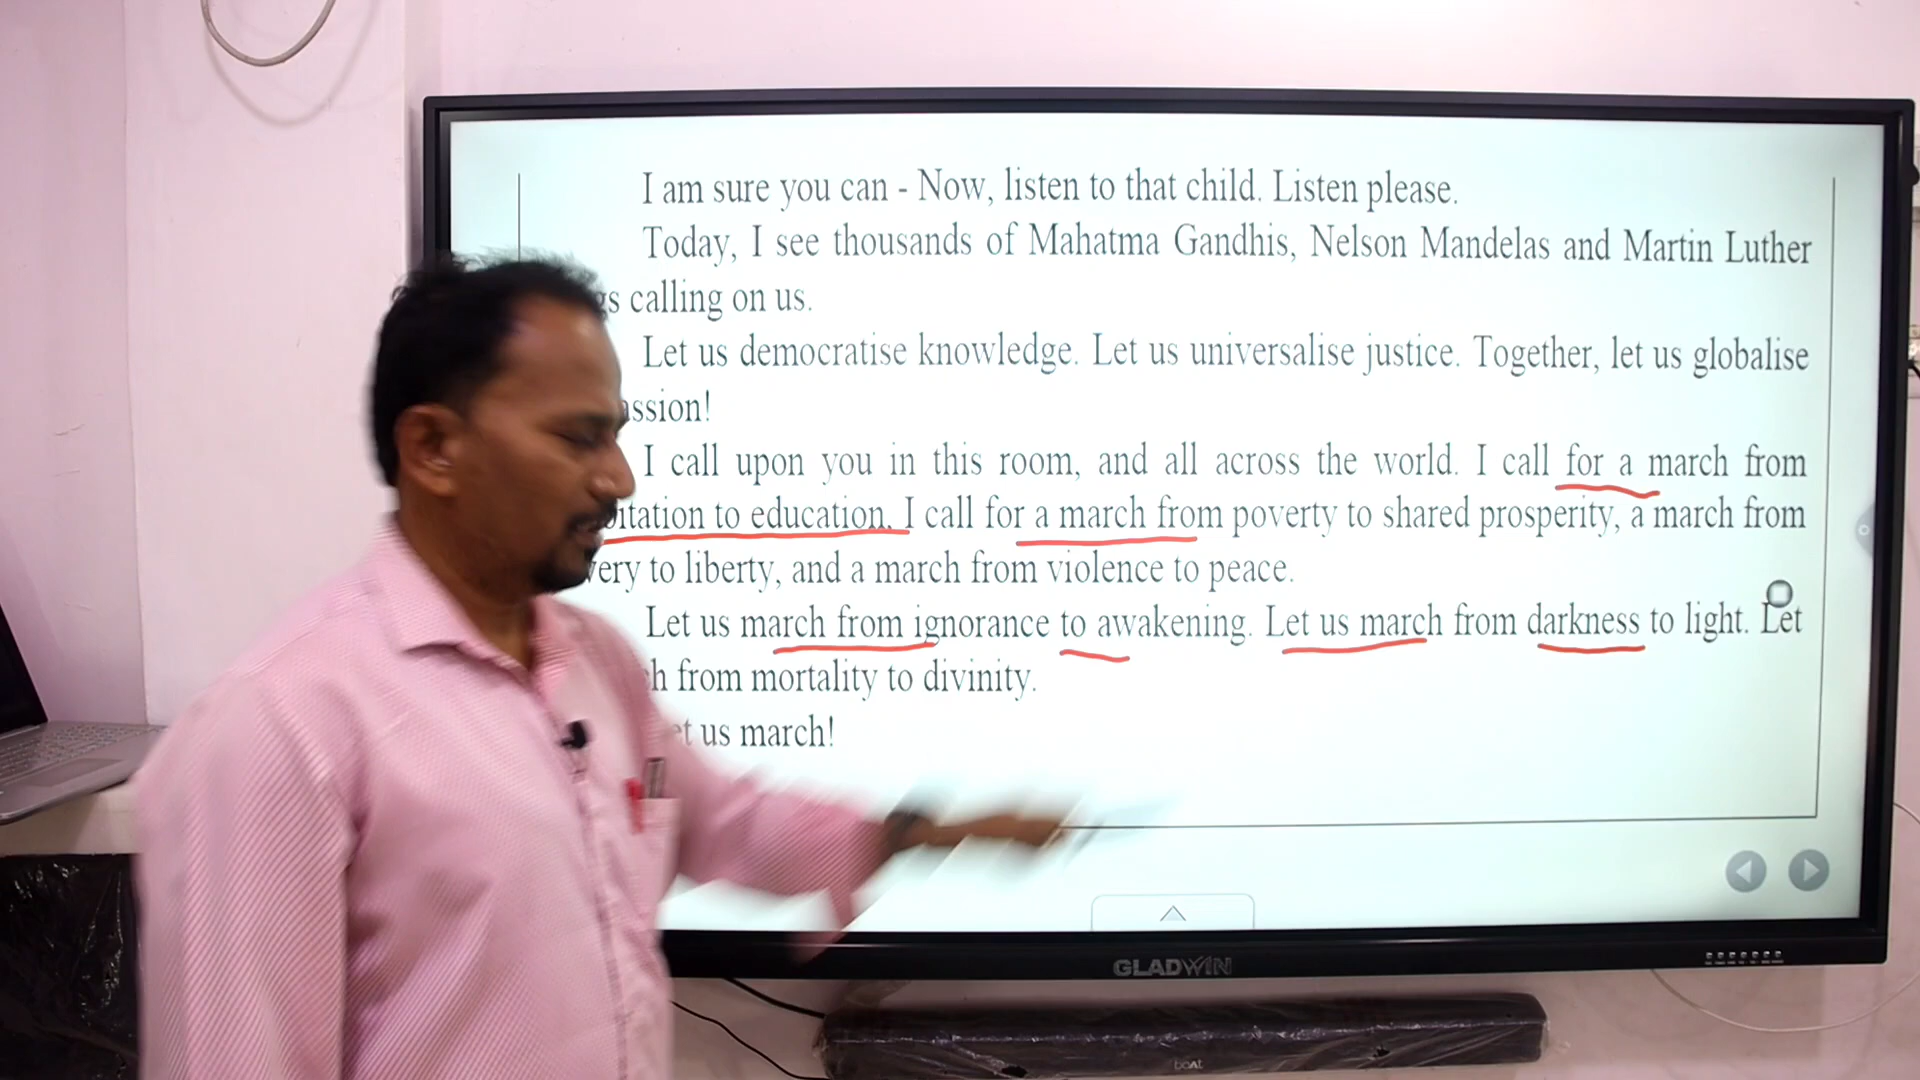 I am sure you can - Now, listen to that child. Listen please.
Today, I see thousands of Mahatma Gandhis, Nelson Mandelas and Martin Luther
calling on us.
Let us democratise knowledge. Let us universalise justice. Together, let us globalise
I call upon you in this room, and all across the world. I call for a march from
to education. I call for a march from poverty to shared prosperity, a march from
to liberty, and a march from violence to peace.
Let us march from ignorance to awakening. Let us march from darkness to light. Let
from mortality to divinity.
us march!
GLADWIN
boAt